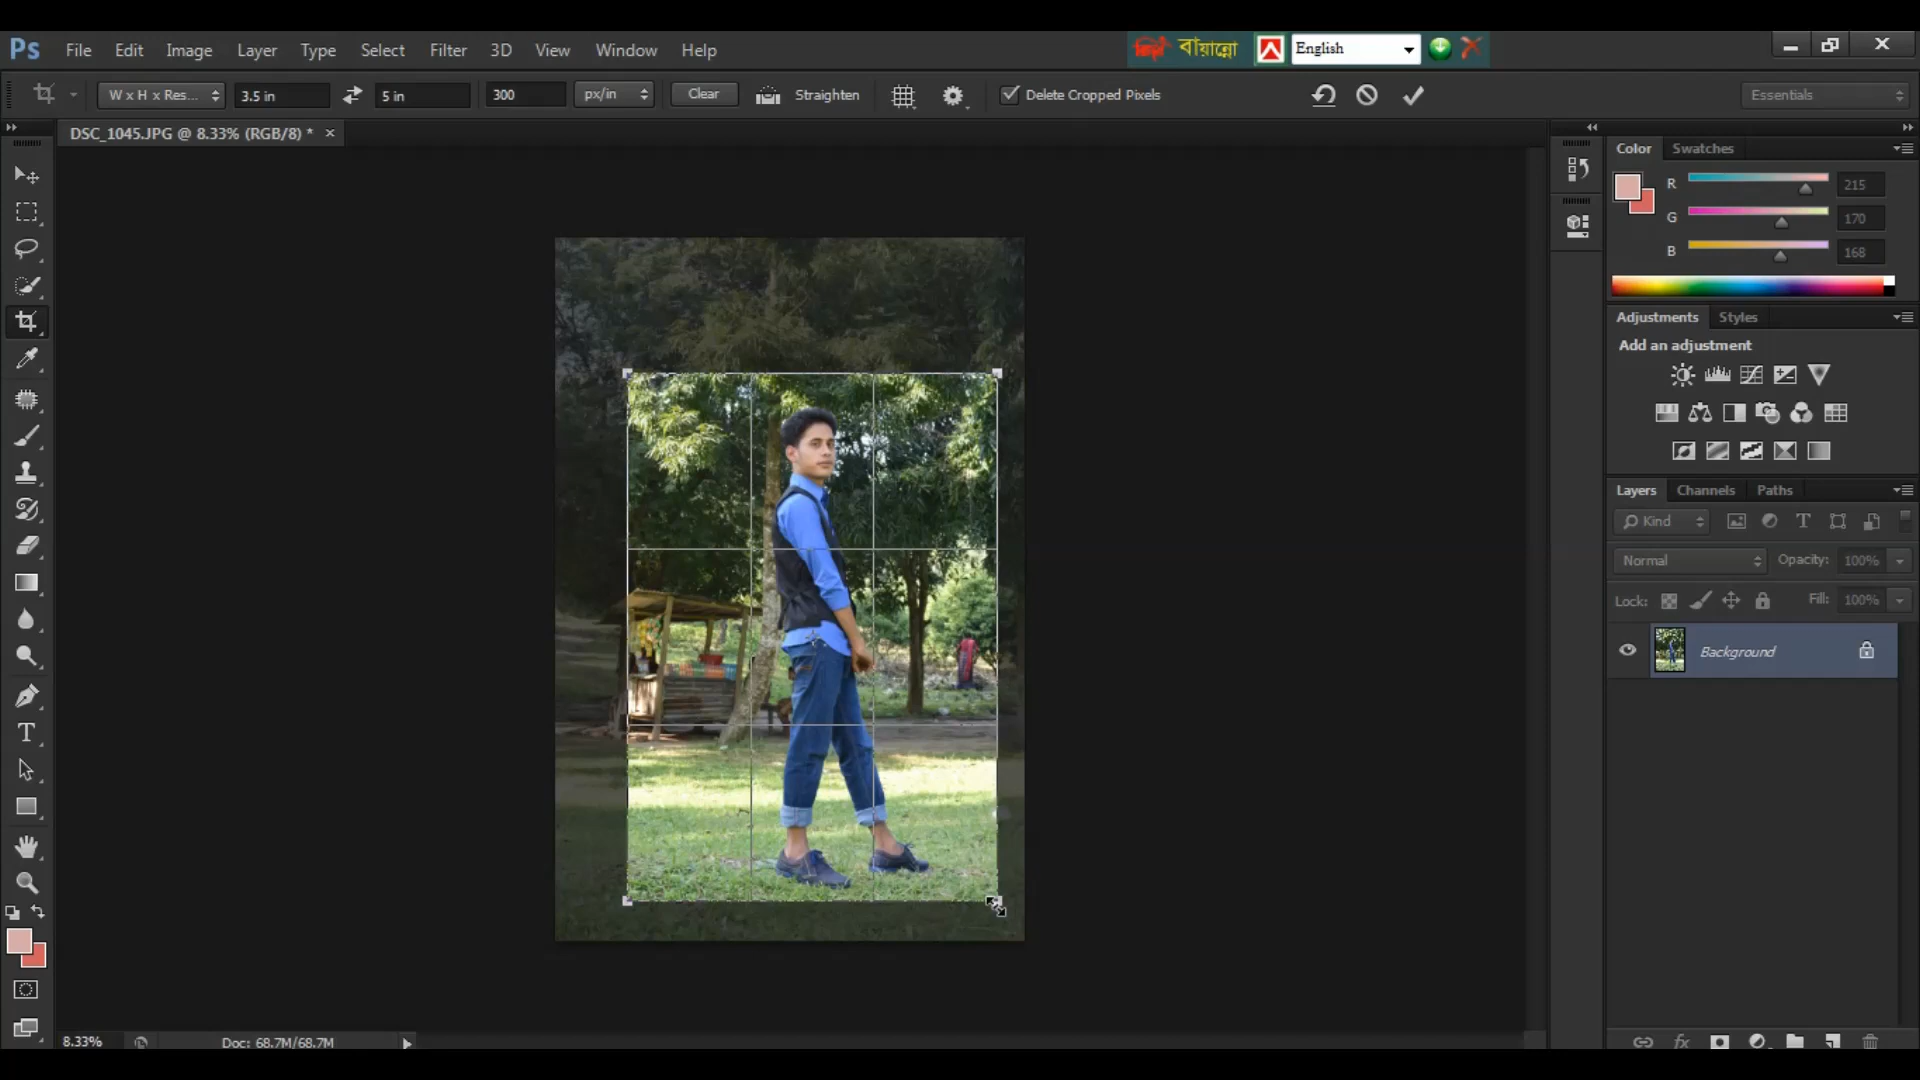 Ps File Edit Image Layer Type Select Filter 3D View Window Help
বায়ান্নো English
W x H x Res... 3.5 in 5 in 300 px/in Clear Straighten Delete Cropped Pixels Essentials
DSC_1045.JPG @ 8.33% (RGB/8) * ×
Color Swatches
R 215
G 170
B 168
Adjustments Styles
Add an adjustment
Layers Channels Paths
Kind
Normal Opacity: 100%
Lock: Fill: 100%
Background
8.33% Doc: 68.7M/68.7M